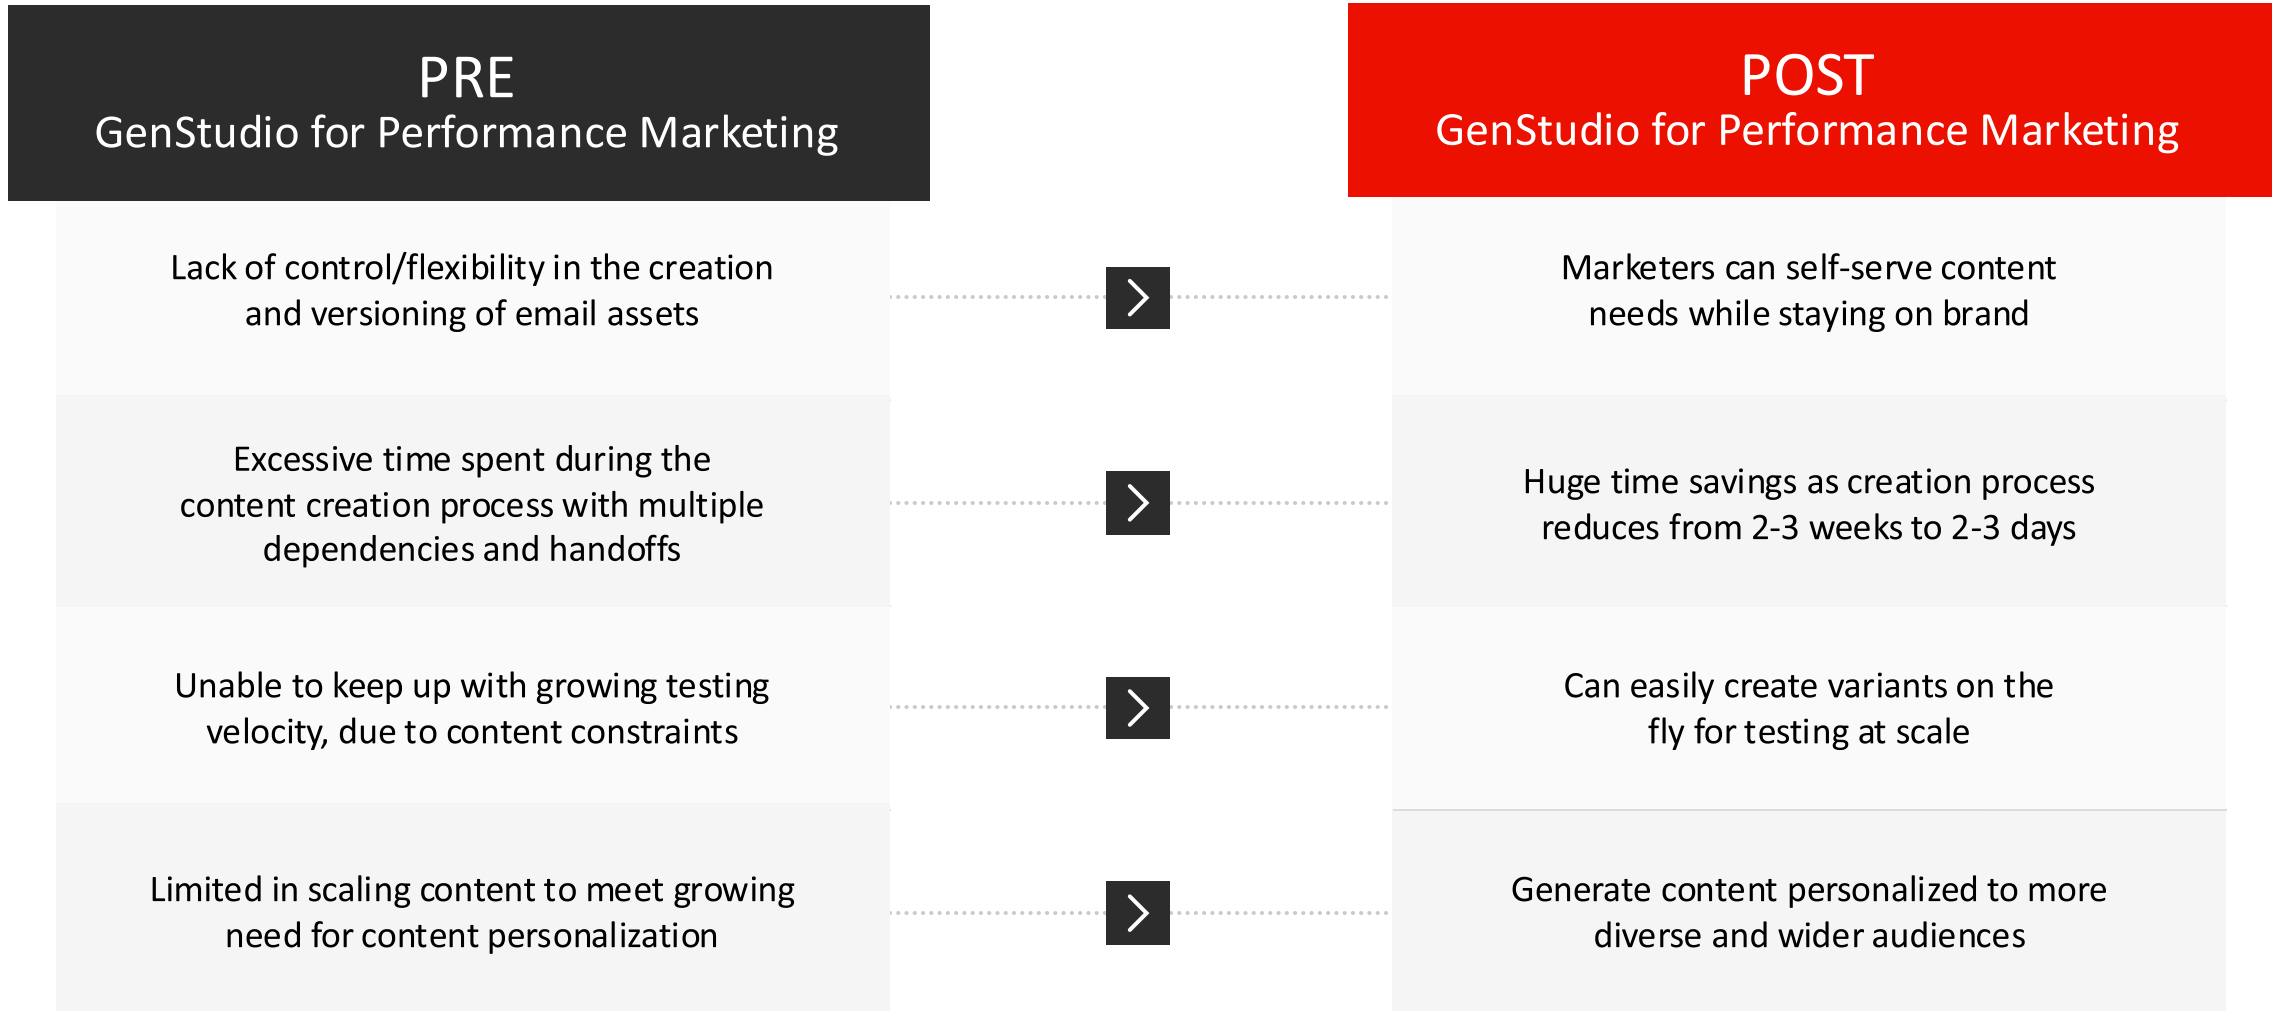 PRE
GenStudio for Performance Marketing
POST
GenStudio for Performance Marketing
Lack of control/flexibility in the creation
and versioning of email assets
Marketers can self-serve content
needs while staying on brand
Excessive time spent during the
content creation process with multiple
dependencies and handoffs
Huge time savings as creation process
reduces from 2-3 weeks to 2-3 days
Unable to keep up with growing testing
velocity, due to content constraints
Can easily create variants on the
fly for testing at scale
Limited in scaling content to meet growing
need for content personalization
Generate content personalized to more
diverse and wider audiences